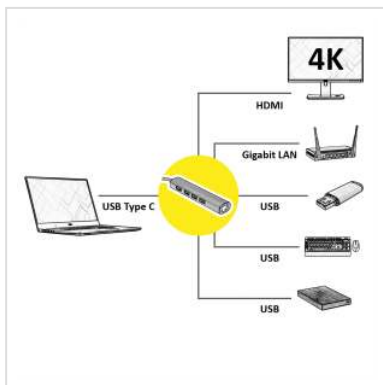 4K
HDMI
Gigabit LAN
USB Type C
USB
USB
USB